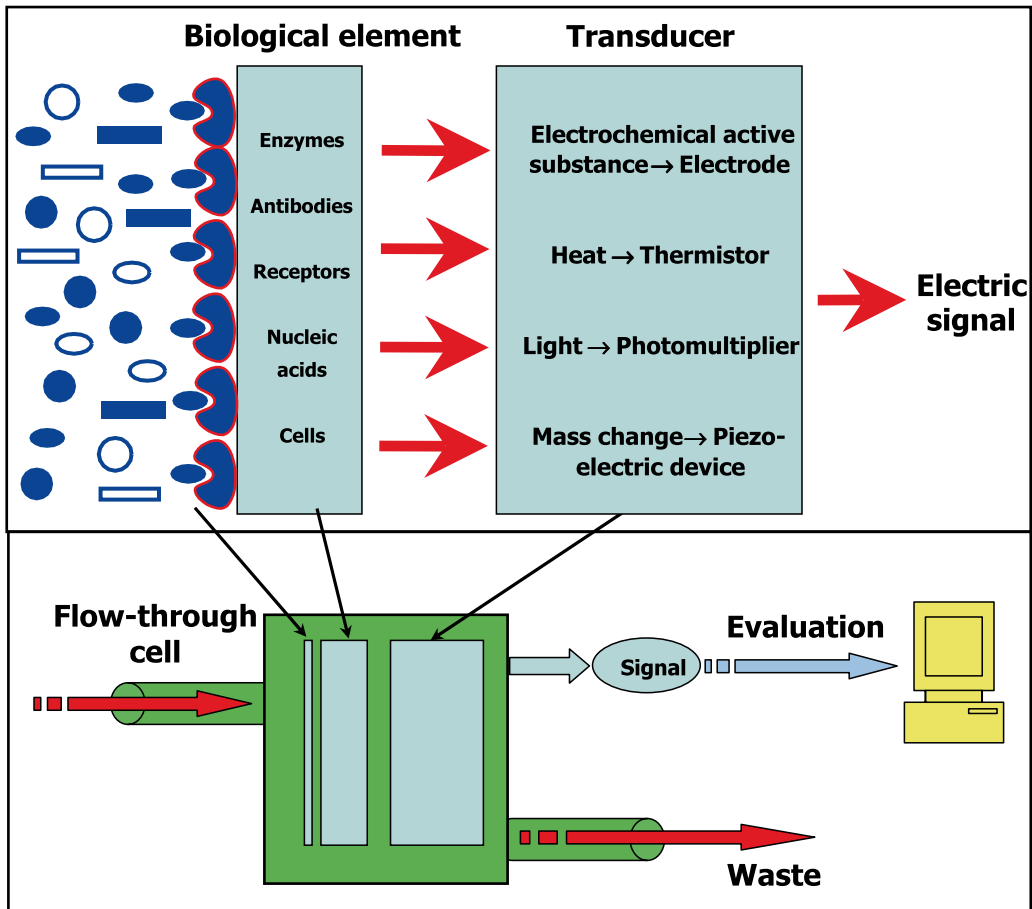 Biological element
Transducer
Enzymes
Antibodies
Receptors
Nucleic
acids
Cells
Electrochemical active
substance→Electrode
Heat→Thermistor
Light→Photomultiplier
Mass change→Piezo-
electric device
Electric
signal
Flow-through
cell
Signal
Evaluation
Waste